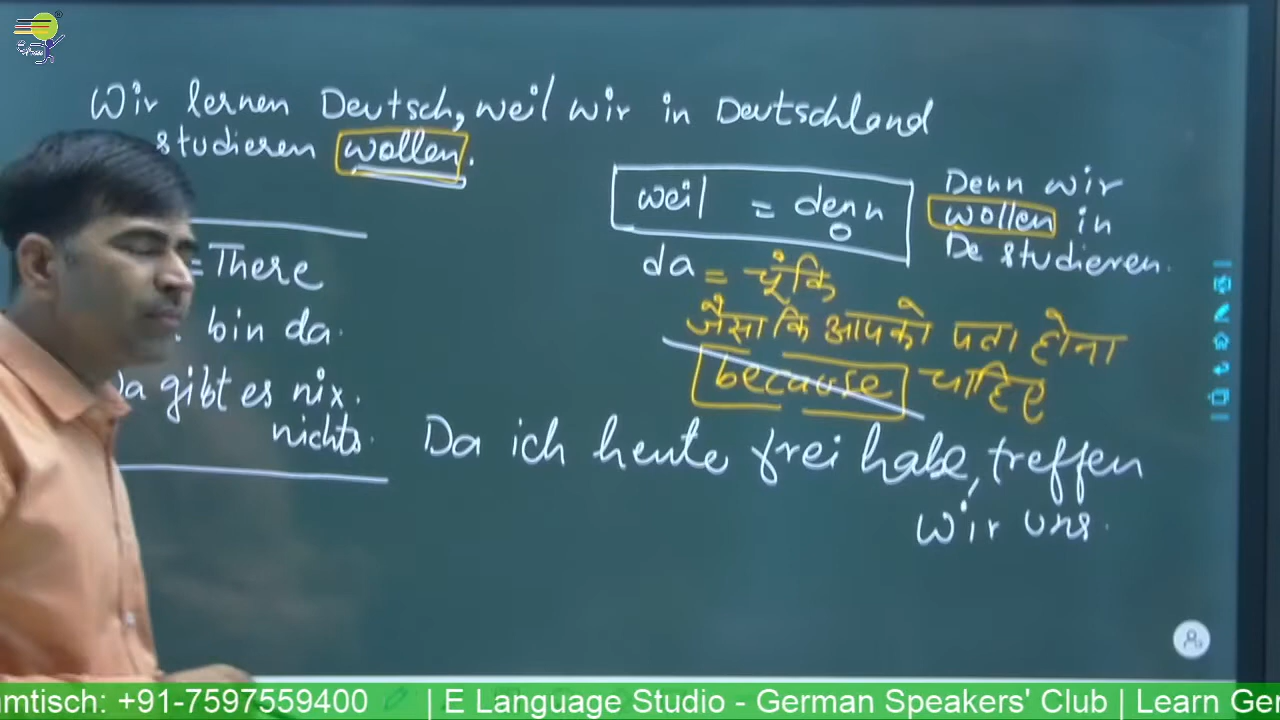 Wir lernen Deutsch, weil wir in Deutschland
studieren wollen.
weil = denn
Denn wir
wollen in
De studieren.
= There
bin da.
Da gibt es nix.
nichts.
da = चूंकि
जैसा कि आपको पता होना
because चाहिए
Da ich heute frei habe, treffen
wir uns.
mtisch: +91-7597559400 | E Language Studio - German Speakers' Club | Learn Ger